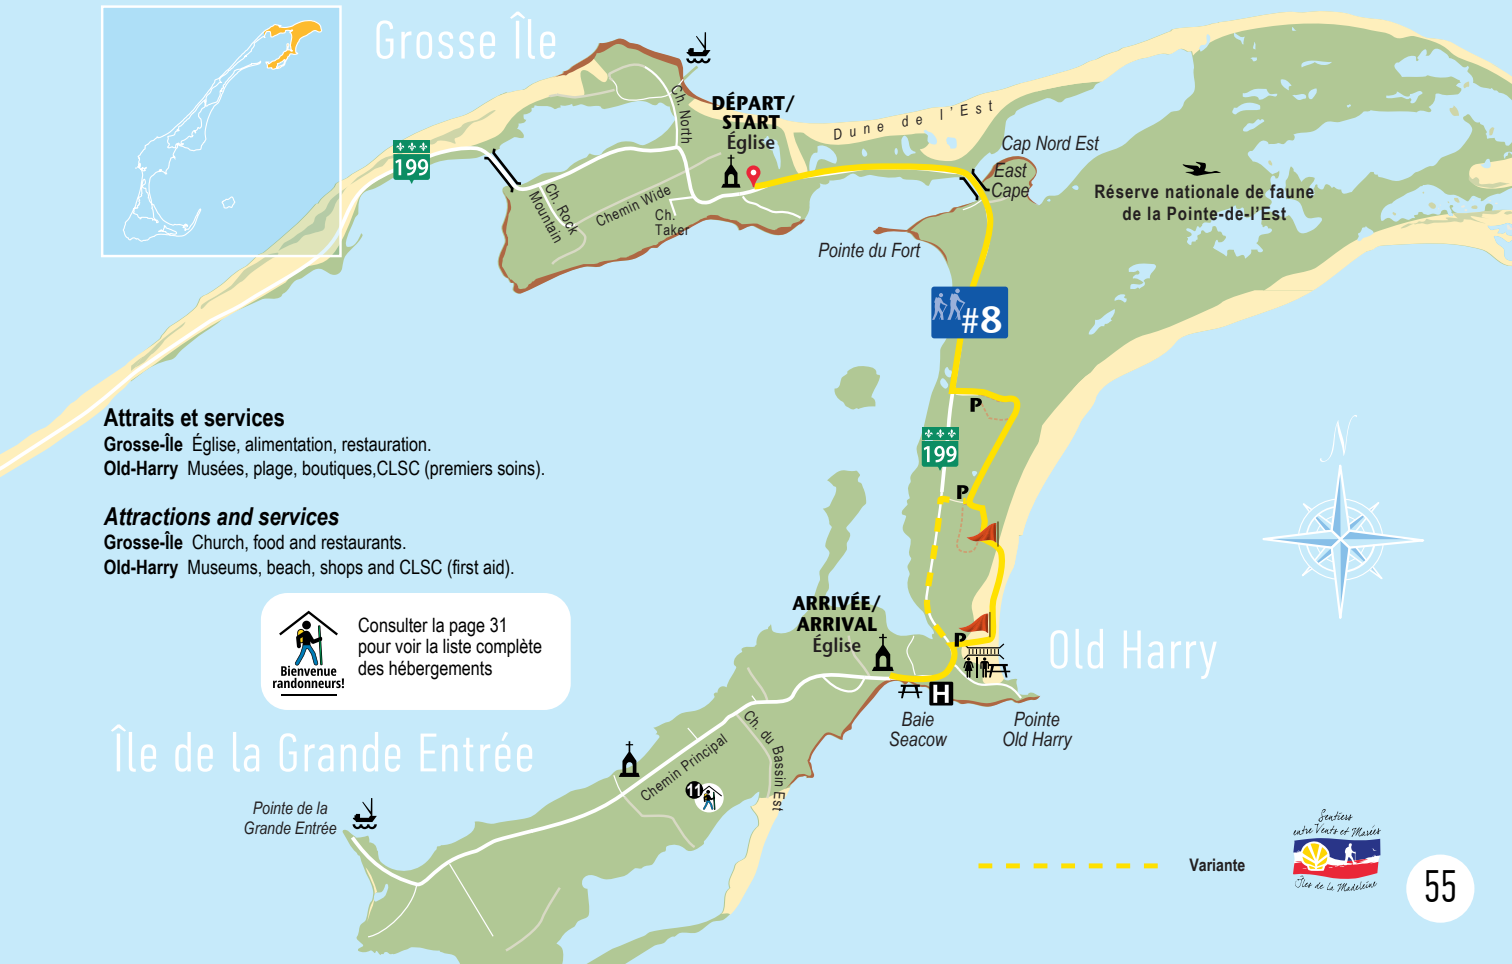 Grosse Île
199
Ch. North
DÉPART/
START
Église
Dune de l'Est
Cap Nord Est
East
Cape
Réserve nationale de faune
de la Pointe-de-l'Est
Ch. Rock
Mountain
Chemin Wide
Ch.
Taker
Pointe du Fort
#8
P
199
P
Attraits et services
Grosse-Île Église, alimentation, restauration.
Old-Harry Musées, plage, boutiques,CLSC (premiers soins).
Attractions and services
Grosse-Île Church, food and restaurants.
Old-Harry Museums, beach, shops and CLSC (first aid).
N
Bienvenue
randonneurs!
Consulter la page 31
pour voir la liste complète
des hébergements
ARRIVÉE/
ARRIVAL
Église
P
Old Harry
H
Baie
Seacow
Pointe
Old Harry
Île de la Grande Entrée
Ch. du Bassin Est
Chemin Principal
11
Pointe de la
Grande Entrée
Variante
Sentiers
entre Vents et Marées
Îles de la Madeleine
55